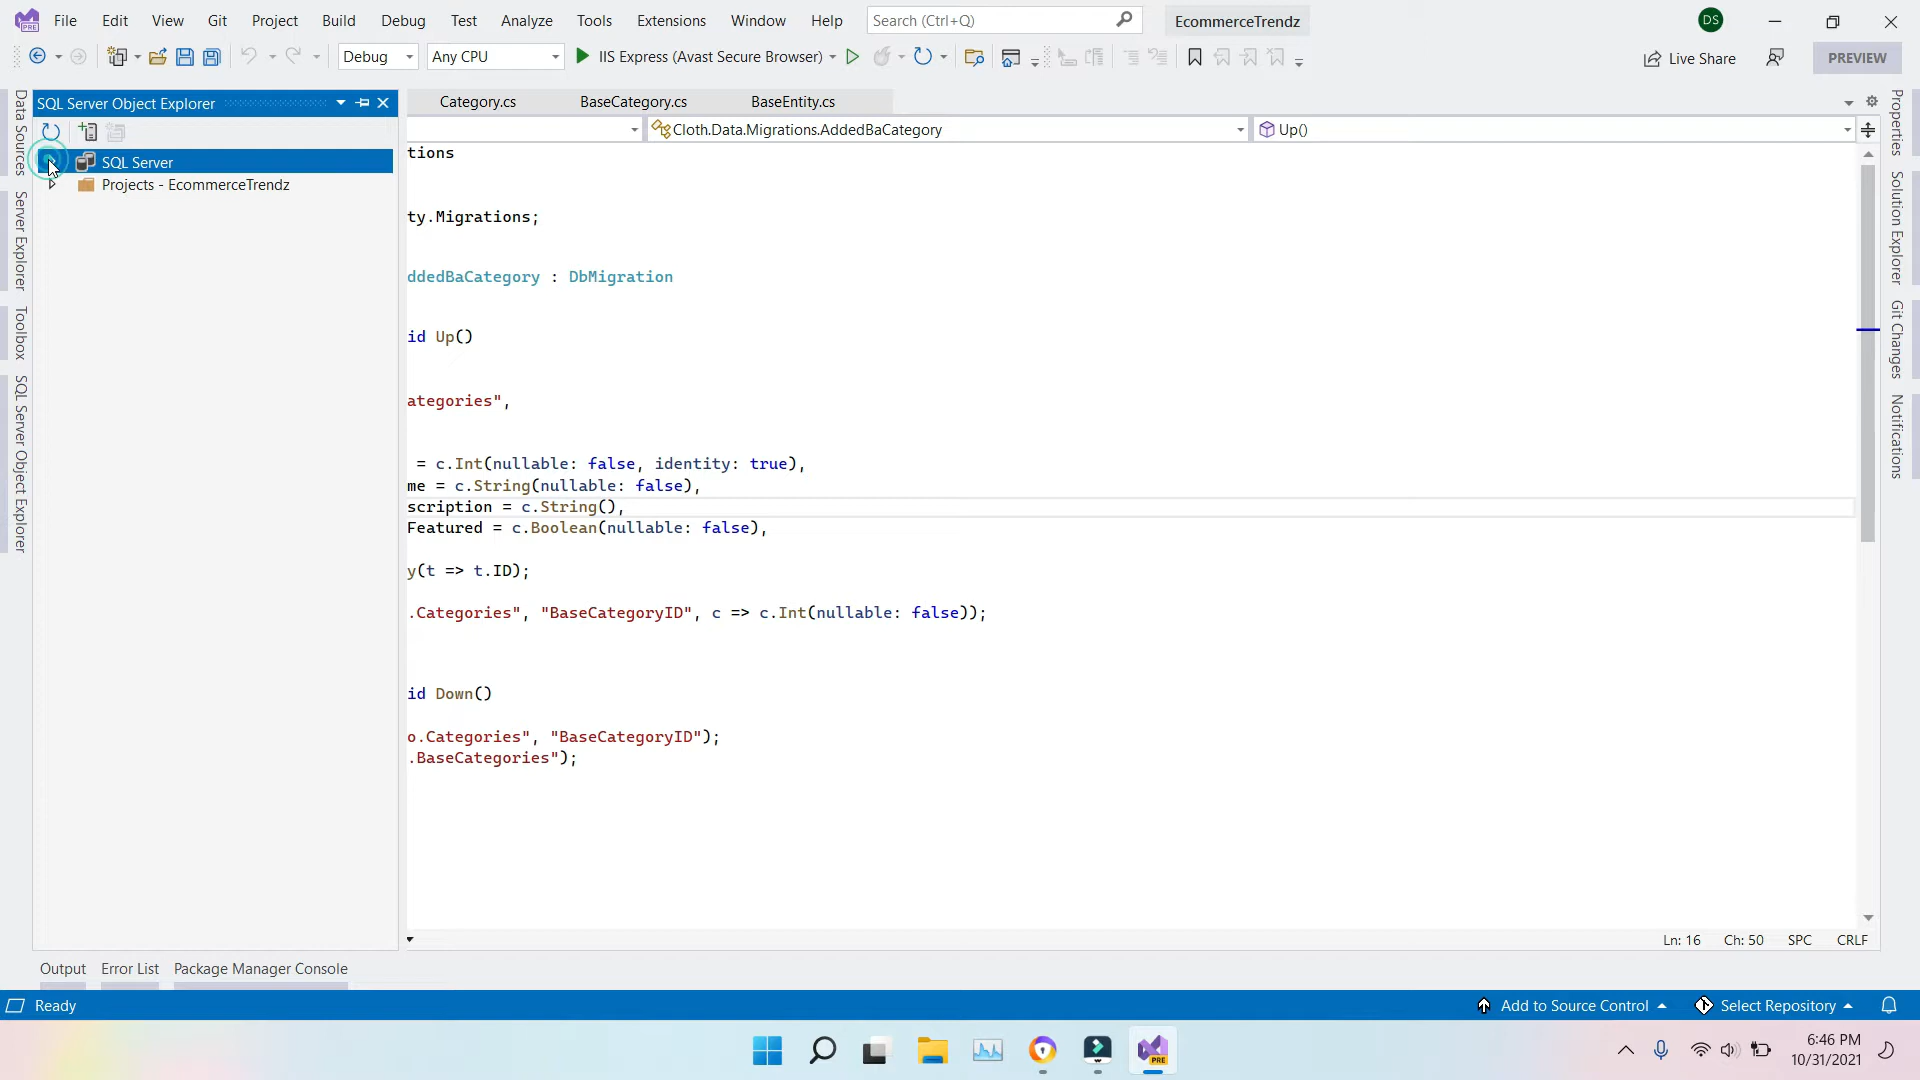 File Edit View Git Project Build Debug Test Analyze Tools Extensions Window Help Search (Ctrl+Q) EcommerceTrendz DS
Debug Any CPU IIS Express (Avast Secure Browser) Live Share PREVIEW
SQL Server Object Explorer
SQL Server
Projects - EcommerceTrendz
Data Sources
Server Explorer
Toolbox
SQL Server Object Explorer
Category.cs BaseCategory.cs BaseEntity.cs
Cloth.Data.Migrations.AddedBaCategory Up()
tions
ty.Migrations;
ddedBaCategory : DbMigration
id Up()
ategories",
= c.Int(nullable: false, identity: true),
me = c.String(nullable: false),
scription = c.String(),
Featured = c.Boolean(nullable: false),
y(t => t.ID);
.Categories", "BaseCategoryID", c => c.Int(nullable: false));
id Down()
o.Categories", "BaseCategoryID");
.BaseCategories");
Properties
Solution Explorer
Git Changes
Notifications
Ln: 16 Ch: 50 SPC CRLF
Output Error List Package Manager Console
Ready Add to Source Control Select Repository
PRE
6:46 PM
10/31/2021